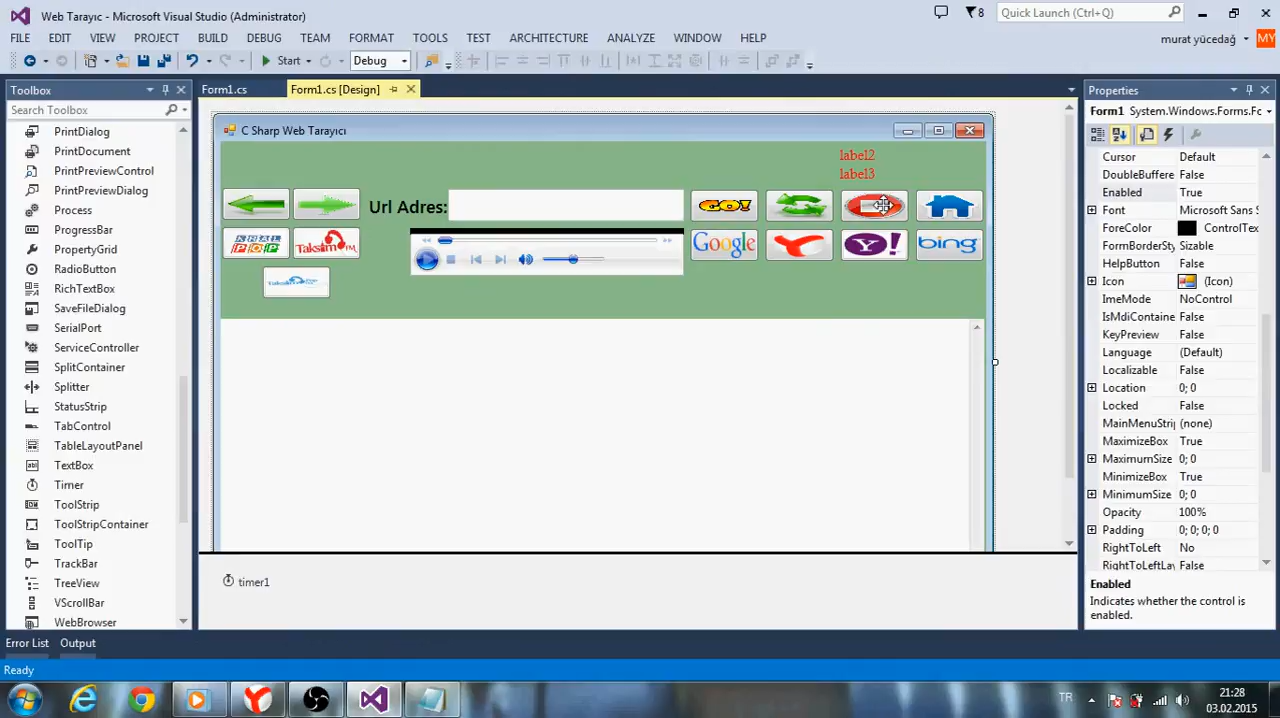 Web Tarayıc - Microsoft Visual Studio (Administrator)
8
Quick Launch (Ctrl+Q)
FILE EDIT VIEW PROJECT BUILD DEBUG TEAM FORMAT TOOLS TEST ARCHITECTURE ANALYZE WINDOW HELP
murat yücedağ
MY
Start
Debug
Toolbox
Form1.cs
Form1.cs [Design]
Properties
Search Toolbox
Form1 System.Windows.Forms.Fc
PrintDialog
PrintDocument
PrintPreviewControl
PrintPreviewDialog
Process
ProgressBar
PropertyGrid
RadioButton
RichTextBox
SaveFileDialog
SerialPort
ServiceController
SplitContainer
Splitter
StatusStrip
TabControl
TableLayoutPanel
TextBox
Timer
ToolStrip
ToolStripContainer
ToolTip
TrackBar
TreeView
VScrollBar
WebBrowser
C Sharp Web Tarayıcı
label2
label3
Url Adres:
GO!
KRAL POP
Taksim FM
Google
Y!
bing
timer1
Cursor Default
DoubleBuffere False
Enabled True
Font Microsoft Sans S
ForeColor ControlTex
FormBorderSty Sizable
HelpButton False
Icon (Icon)
ImeMode NoControl
IsMdiContaine False
KeyPreview False
Language (Default)
Localizable False
Location 0; 0
Locked False
MainMenuStri (none)
MaximizeBox True
MaximumSize 0; 0
MinimizeBox True
MinimumSize 0; 0
Opacity 100%
Padding 0; 0; 0; 0
RightToLeft No
RightToLeftLa False
Enabled
Indicates whether the control is
enabled.
Error List Output
Ready
TR
21:28
03.02.2015